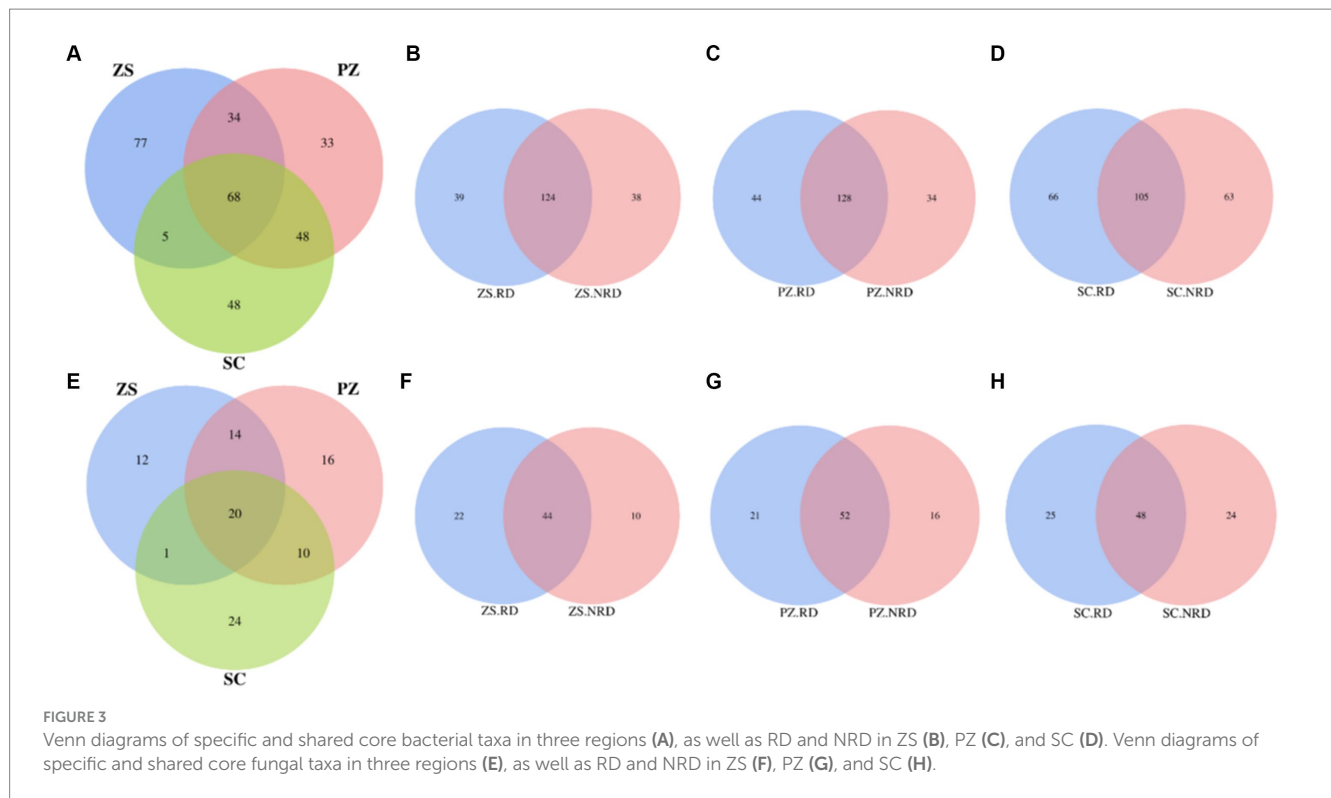 A
ZS
PZ
34
77
33
68
5
48
48
SC
B
39
124
38
ZS.RD
ZS.NRD
C
44
128
34
PZ.RD
PZ.NRD
D
66
105
63
SC.RD
SC.NRD
E
ZS
PZ
14
12
16
20
1
10
24
SC
F
22
44
10
ZS.RD
ZS.NRD
G
21
52
16
PZ.RD
PZ.NRD
H
25
48
24
SC.RD
SC.NRD
FIGURE 3
Venn diagrams of specific and shared core bacterial taxa in three regions (A), as well as RD and NRD in ZS (B), PZ (C), and SC (D). Venn diagrams of
specific and shared core fungal taxa in three regions (E), as well as RD and NRD in ZS (F), PZ (G), and SC (H).